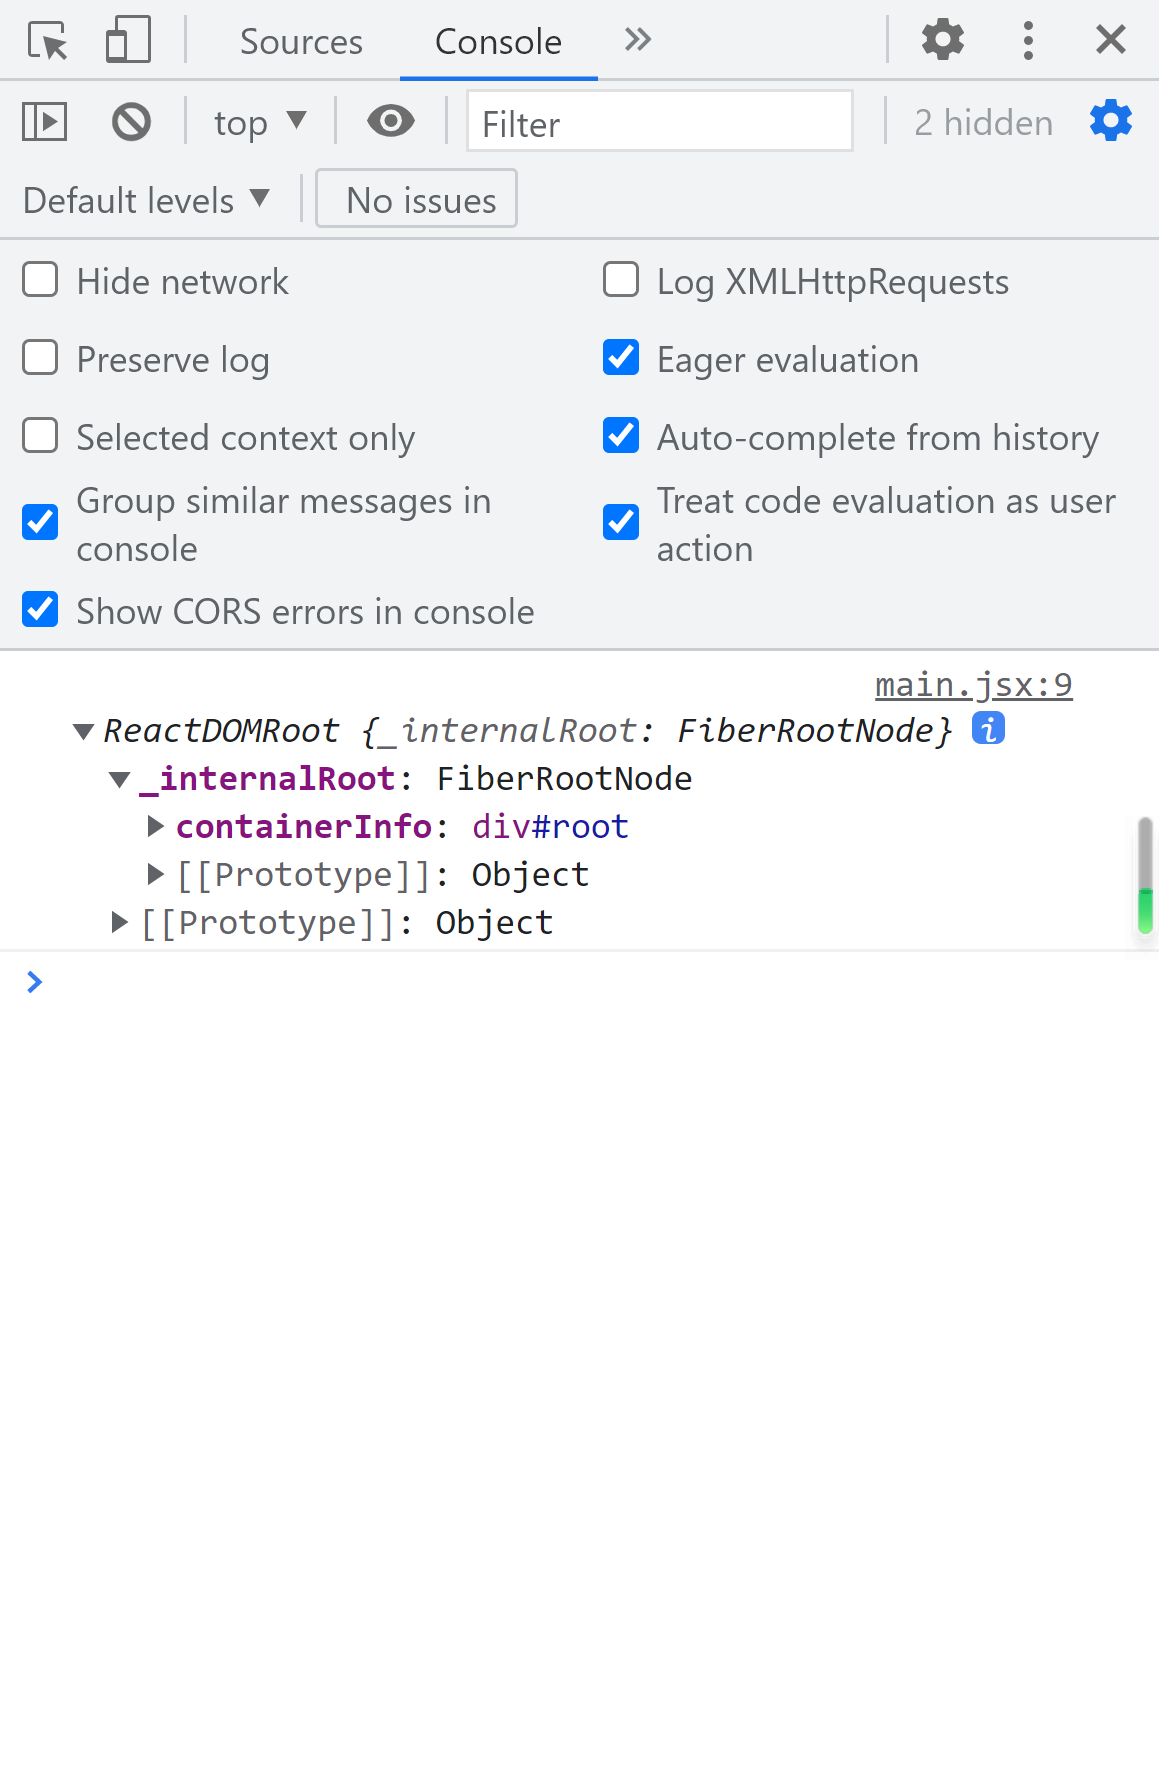 Sources Console
top Filter 2 hidden
Default levels No issues
Hide network Log XMLHttpRequests
Preserve log Eager evaluation
Selected context only Auto-complete from history
Group similar messages in console
Treat code evaluation as user action
Show CORS errors in console
main.jsx:9
ReactDOMRoot {_internalRoot: FiberRootNode} i
_internalRoot: FiberRootNode
containerInfo: div#root
[[Prototype]]: Object
[[Prototype]]: Object